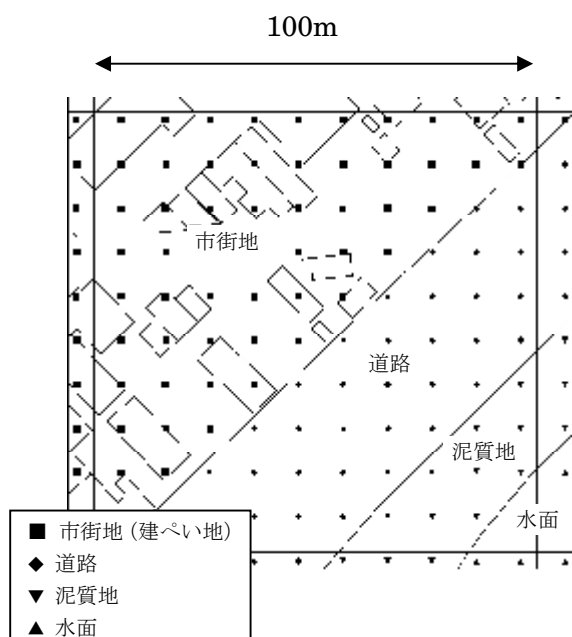 100m
市街地
道路
泥質地
水面
■ 市街地 (建ぺい地)
◆ 道路
▼ 泥質地
▲ 水面